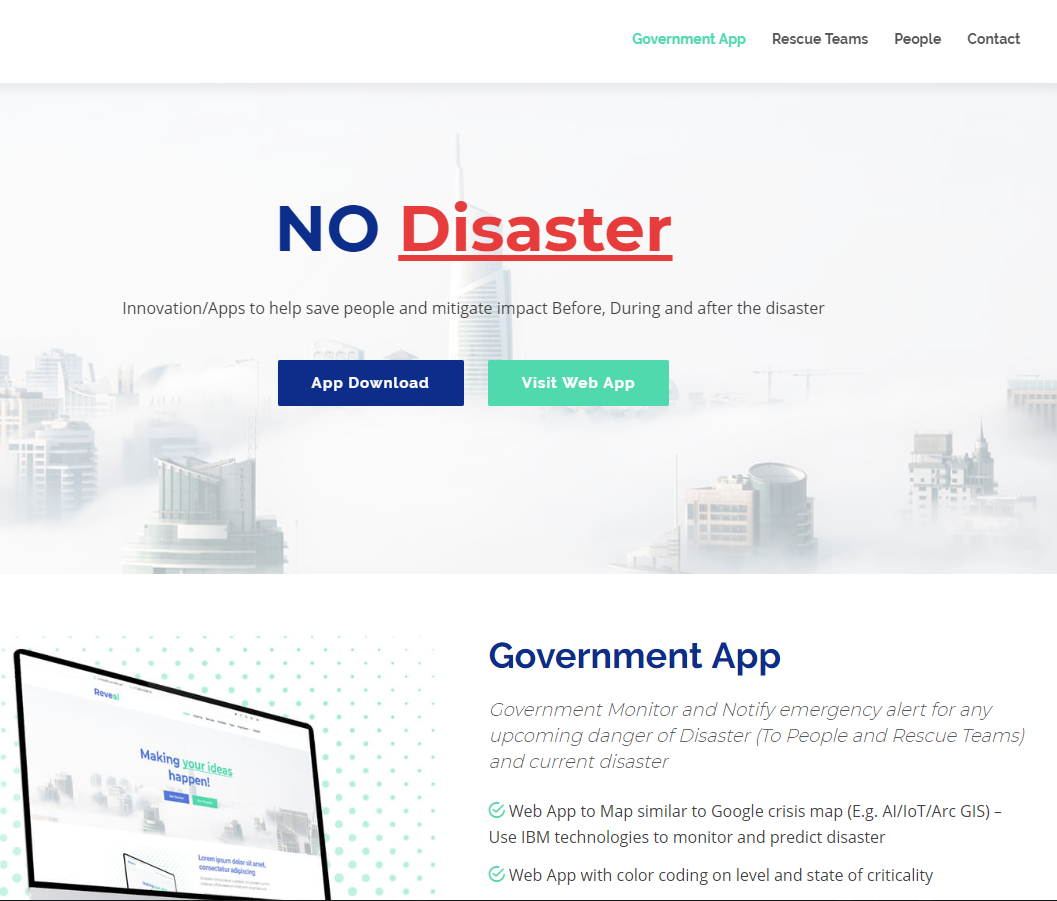 Government App Rescue Teams People Contact
NO Disaster
Innovation/Apps to help save people and mitigate impact Before, During and after the disaster
App Download Visit Web App
Government App
Government Monitor and Notify emergency alert for any
upcoming danger of Disaster (To People and Rescue Teams)
and current disaster
Web App to Map similar to Google crisis map (E.g. AI/IoT/Arc GIS) –
Use IBM technologies to monitor and predict disaster
Web App with color coding on level and state of criticality
Reveal
Making your ideas
happen!
Lorem ipsum dolor sit amet,
consectetur adipiscing